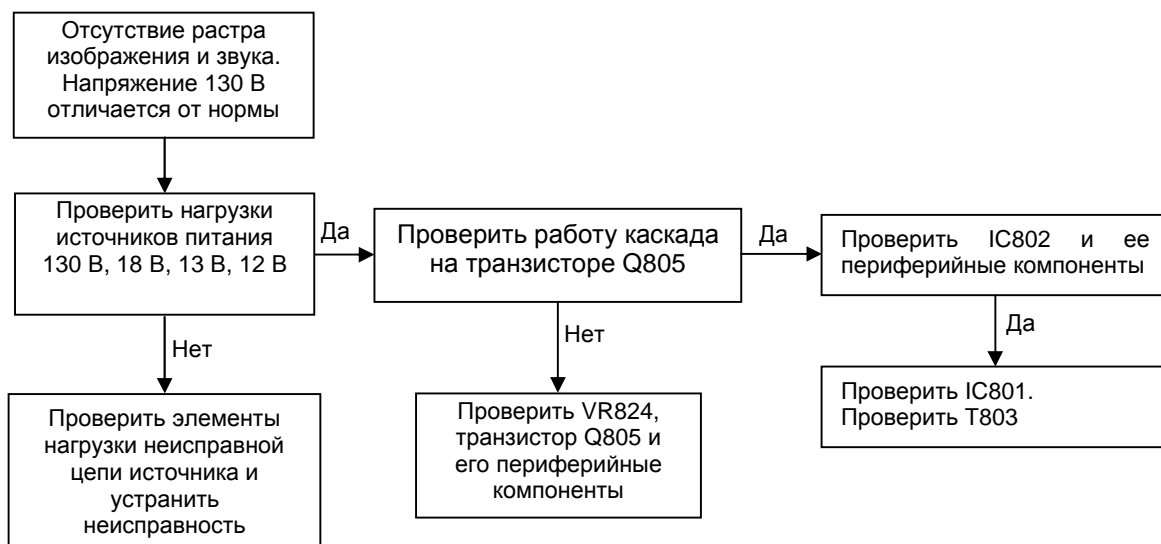 Отсутствие растра
изображения и звука.
Напряжение 130 В
отличается от нормы
Проверить нагрузки
источников питания
130 В, 18 В, 13 В, 12 В
Да
Проверить работу каскада
на транзисторе Q805
Да
Проверить IC802 и ее
периферийные компоненты
Нет
Нет
Да
Проверить элементы
нагрузки неисправной
цепи источника и
устранить
неисправность
Проверить VR824,
транзистор Q805 и
его периферийные
компоненты
Проверить IC801.
Проверить T803